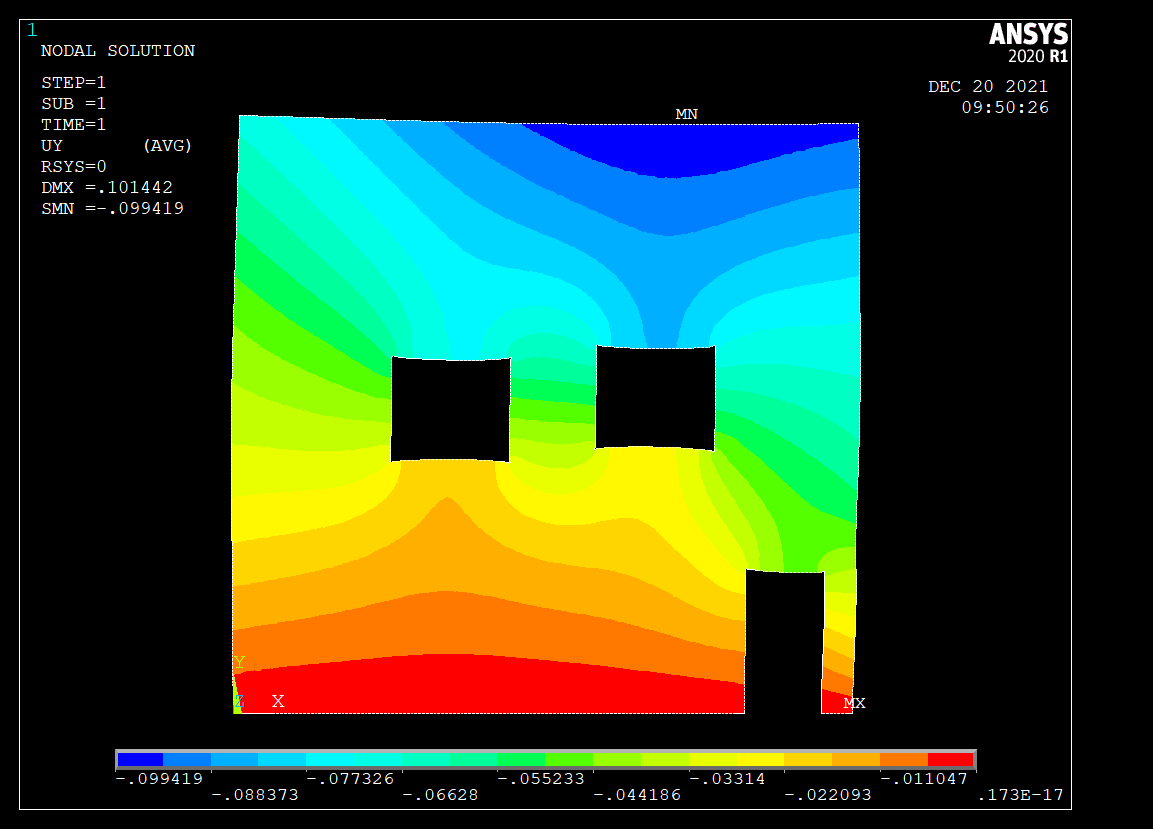 1
NODAL SOLUTION
STEP=1
SUB =1
TIME=1
UY (AVG)
RSYS=0
DMX =.101442
SMN =-.099419
ANSYS
2020 R1
DEC 20 2021
09:50:26
MN
Y
Z X
MX
-.099419 -.077326 -.055233 -.03314 -.011047
-.088373 -.06628 -.044186 -.022093 .173E-17